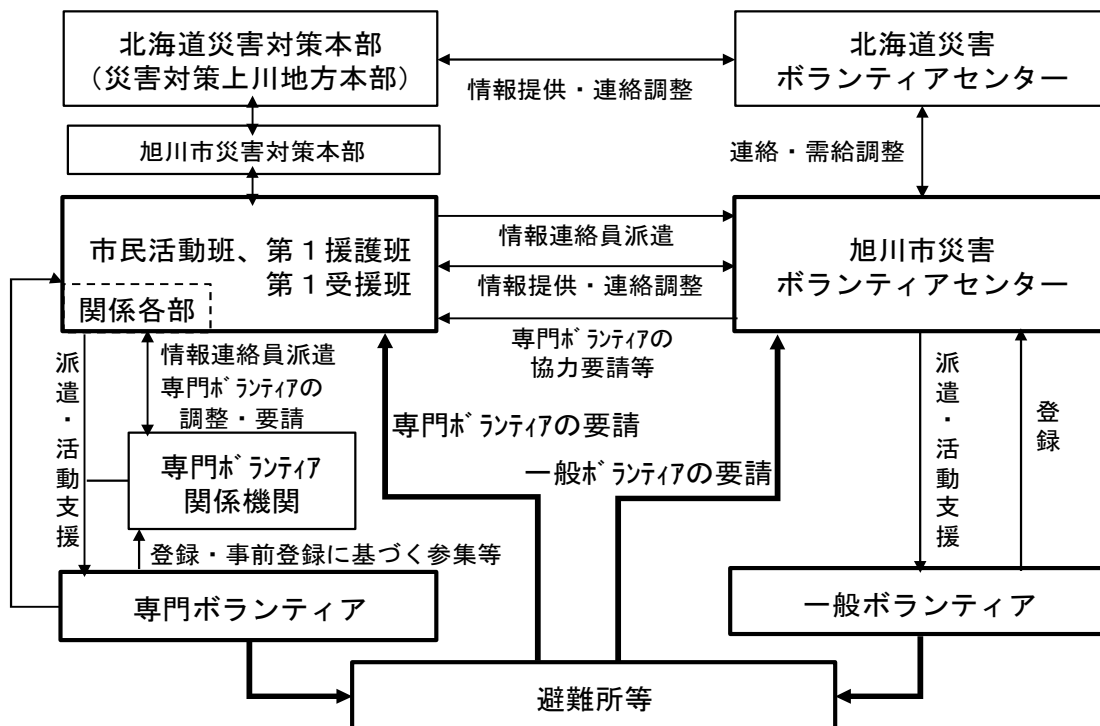 北海道災害対策本部
（災害対策上川地方本部）
北海道災害
ボランティアセンター
情報提供・連絡調整
旭川市災害対策本部
連絡・需給調整
市民活動班、第１援護班
第１受援班
関係各部
情報連絡員派遣
情報提供・連絡調整
専門ﾎﾞﾗﾝﾃｨｱの
協力要請等
旭川市災害
ボランティアセンター
派遣・活動支援
情報連絡員派遣
専門ﾎﾞﾗﾝﾃｨｱの
調整・要請
専門ﾎﾞﾗﾝﾃｨｱの要請
一般ﾎﾞﾗﾝﾃｨｱの要請
派遣・活動支援
登録
専門ボランティア
関係機関
登録・事前登録に基づく参集等
専門ボランティア
一般ボランティア
避難所等